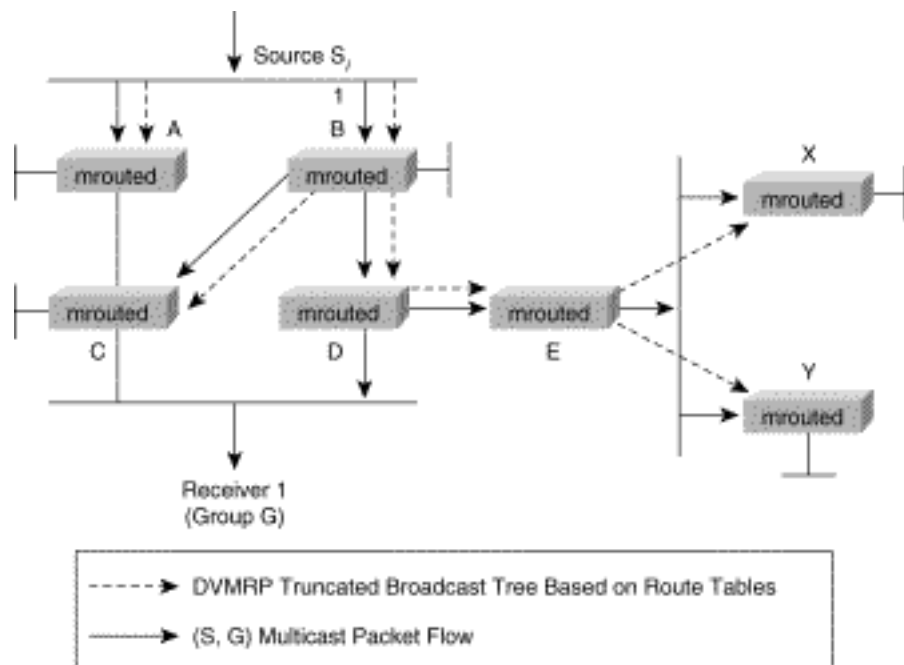 Source Si
1
A
B
X
mrouted
mrouted
mrouted
mrouted
mrouted
mrouted
C
D
E
Y
mrouted
Receiver 1
(Group G)
DVMRP Truncated Broadcast Tree Based on Route Tables
(S, G) Multicast Packet Flow